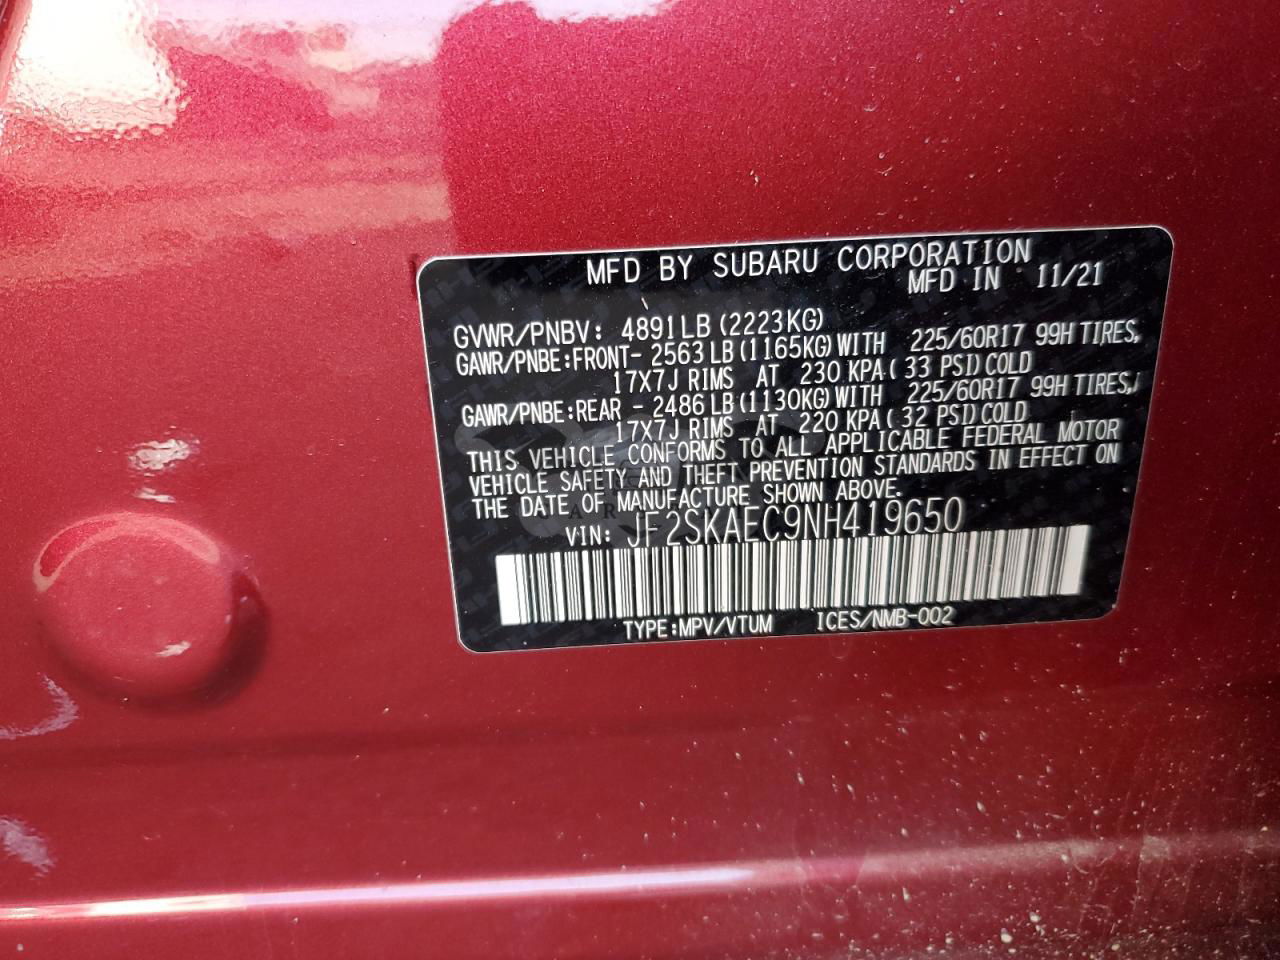 MFD BY SUBARU CORPORATION
MFD IN 11/21
GVWR/PNBV: 4891LB (2223KG)
GAWR/PNBE:FRONT- 2563 LB (1165KG) WITH 225/60R17 99H TIRES,
17X7J RIMS AT 230 KPA( 33 PSI) COLD
GAWR/PNBE:REAR - 2486 LB (1130KG) WITH 225/60R17 99H TIRES,
17X7J RIMS AT 220 KPA( 32 PSI) COLD
THIS VEHICLE CONFORMS TO ALL APPLICABLE FEDERAL MOTOR
VEHICLE SAFETY AND THEFT PREVENTION STANDARDS IN EFFECT ON
THE DATE OF MANUFACTURE SHOWN ABOVE.
VIN: JF2SKAEC9NH419650
TYPE:MPV/VTUM ICES/NMB-002